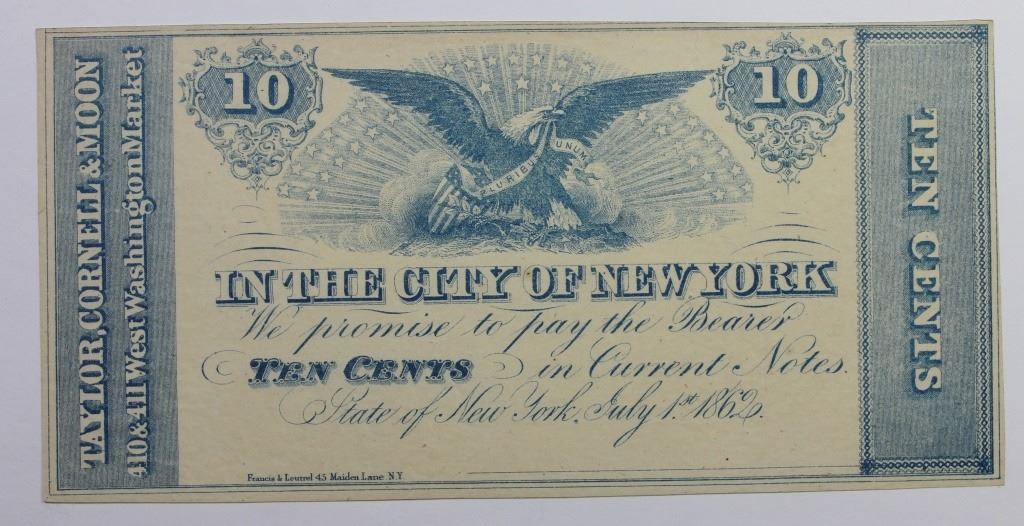 TAYLOR, CORNELL & MOON
410 & 411 West Washington Market
10
10
PLURIBUS UNUM
IN THE CITY OF NEW YORK
We promise to pay the Bearer
TEN CENTS in Current Notes.
State of New York, July 1st 1862.
Francis & Loutrel 45 Maiden Lane N.Y.
TEN CENTS